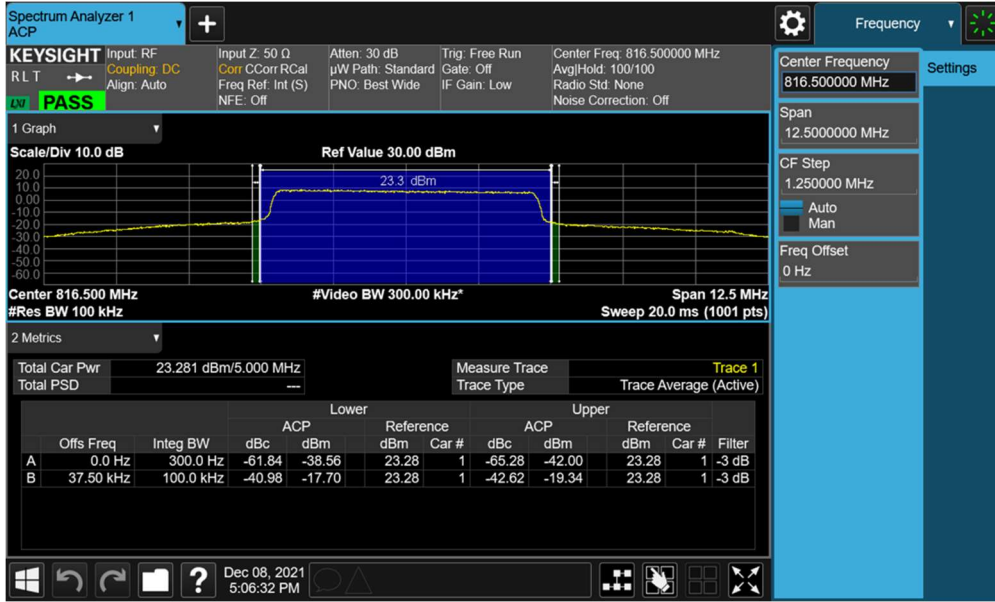 Spectrum Analyzer 1
ACP
+
Frequency
KEYSIGHT
RLT
LXI
PASS
Input: RF
Coupling: DC
Align: Auto
Input Z: 50 Ω
Corr CCorr RCal
Freq Ref: Int (S)
NFE: Off
Atten: 30 dB
µW Path: Standard
PNO: Best Wide
Trig: Free Run
Gate: Off
IF Gain: Low
Center Freq: 816.500000 MHz
Avg|Hold: 100/100
Radio Std: None
Noise Correction: Off
Center Frequency
816.500000 MHz
Settings
Span
12.5000000 MHz
CF Step
1.250000 MHz
Auto
Man
Freq Offset
0 Hz
1 Graph
Scale/Div 10.0 dB
Ref Value 30.00 dBm
23.3 dBm
20.0
10.0
0.00
-10.0
-20.0
-30.0
-40.0
-50.0
-60.0
Center 816.500 MHz
#Video BW 300.00 kHz*
Span 12.5 MHz
#Res BW 100 kHz
Sweep 20.0 ms (1001 pts)
2 Metrics
Total Car Pwr 23.281 dBm/5.000 MHz
Total PSD ---
Measure Trace Trace 1
Trace Type Trace Average (Active)
Lower Upper
ACP Reference ACP Reference
Offs Freq Integ BW dBc dBm dBm Car # dBc dBm dBm Car # Filter
A 0.0 Hz 300.0 Hz -61.84 -38.56 23.28 1 -65.28 -42.00 23.28 1 -3 dB
B 37.50 kHz 100.0 kHz -40.98 -17.70 23.28 1 -42.62 -19.34 23.28 1 -3 dB
?
Dec 08, 2021
5:06:32 PM